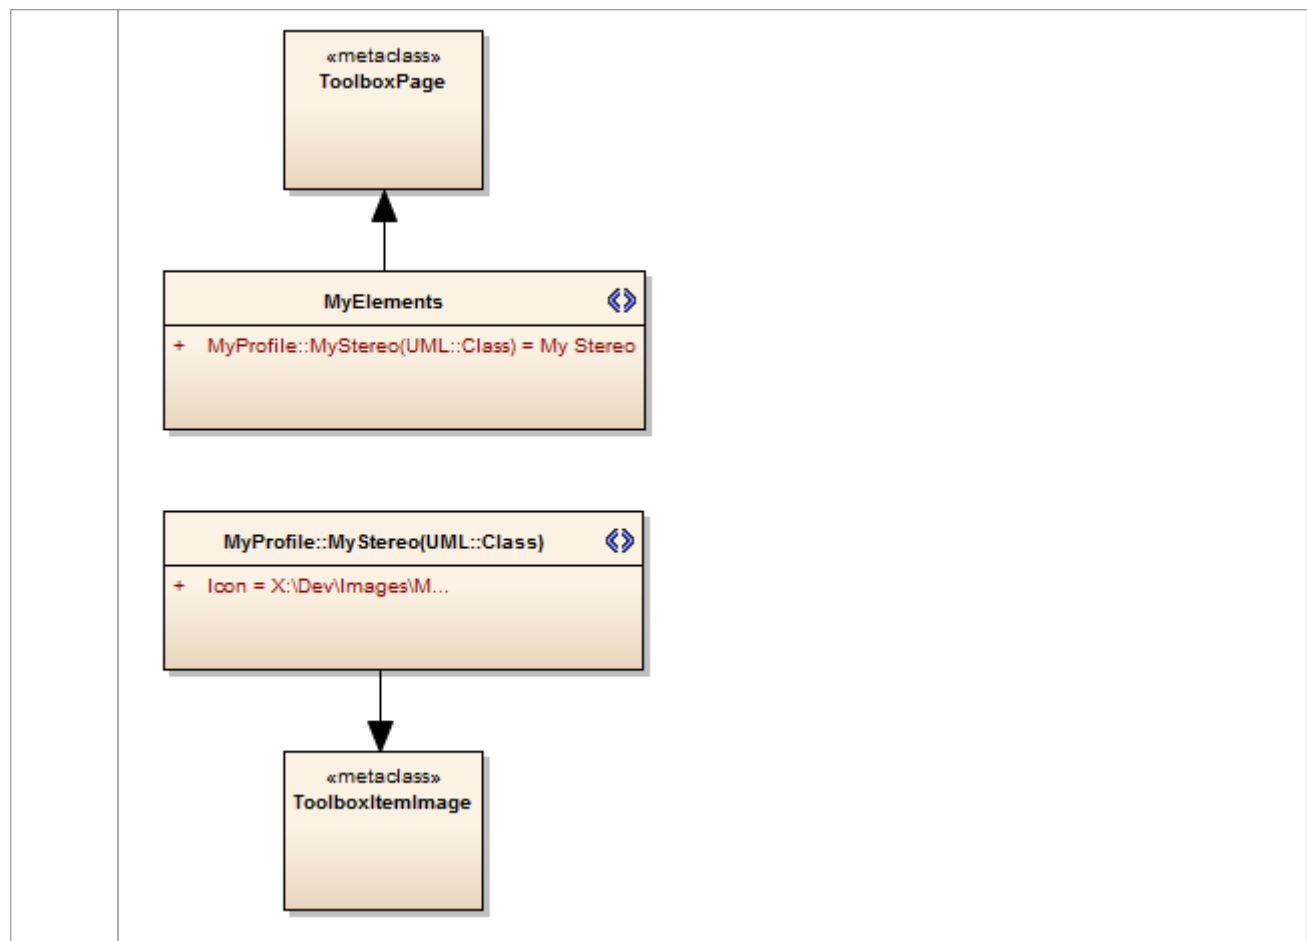 «metaclass»
ToolboxPage
MyElements
+ MyProfile::MyStereo(UML::Class) = My Stereo
MyProfile::MyStereo(UML::Class)
+ Icon = X:\Dev\Images\M...
«metaclass»
ToolboxItemImage